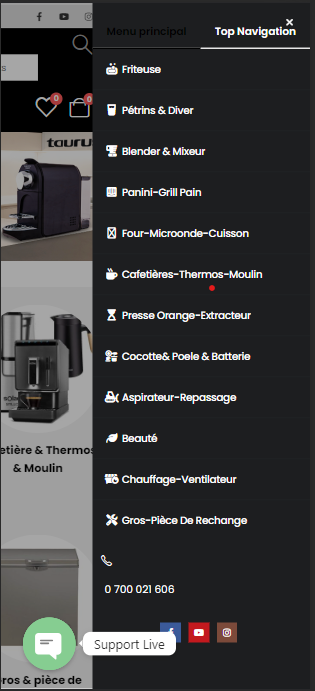 Menu principal
Top Navigation
s
0
0
taurus
Friteuse
Pétrins & Diver
Blender & Mixeur
Panini-Grill Pain
Four-Microonde-Cuisson
Cafetières-Thermos-Moulin
Presse Orange-Extracteur
Cocotte& Poele & Batterie
Aspirateur-Repassage
etière & Thermos
& Moulin
Beauté
Chauffage-Ventilateur
Gros-Pièce De Rechange
0 700 021 606
Support Live
ros & pièce de